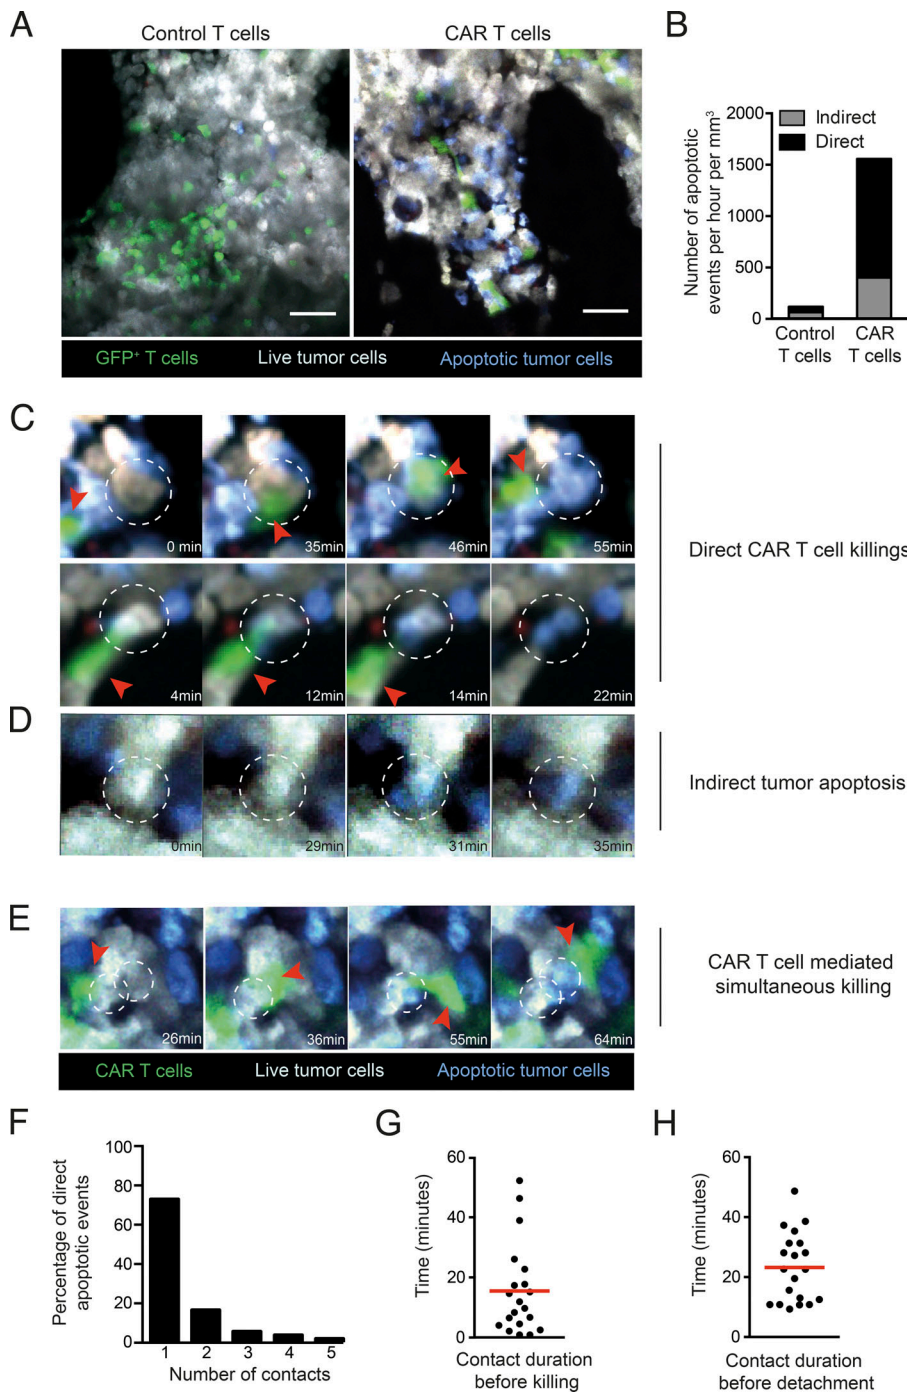 A
Control T cells
CAR T cells
GFP⁺ T cells
Live tumor cells
Apoptotic tumor cells
B
Number of apoptotic
events per hour per mm³
2000
1500
1000
500
0
Indirect
Direct
Control
T cells
CAR
T cells
C
0 min
35min
46min
55min
4min
12min
14min
22min
Direct CAR T cell killings
D
0min
29min
31min
35min
Indirect tumor apoptosis
E
26min
36min
55min
64min
CAR T cell mediated
simultaneous killing
CAR T cells
Live tumor cells
Apoptotic tumor cells
F
Percentage of direct
apoptotic events
100
80
60
40
20
0
1 2 3 4 5
Number of contacts
G
Time (minutes)
60
40
20
0
Contact duration
before killing
H
Time (minutes)
60
40
20
0
Contact duration
before detachment